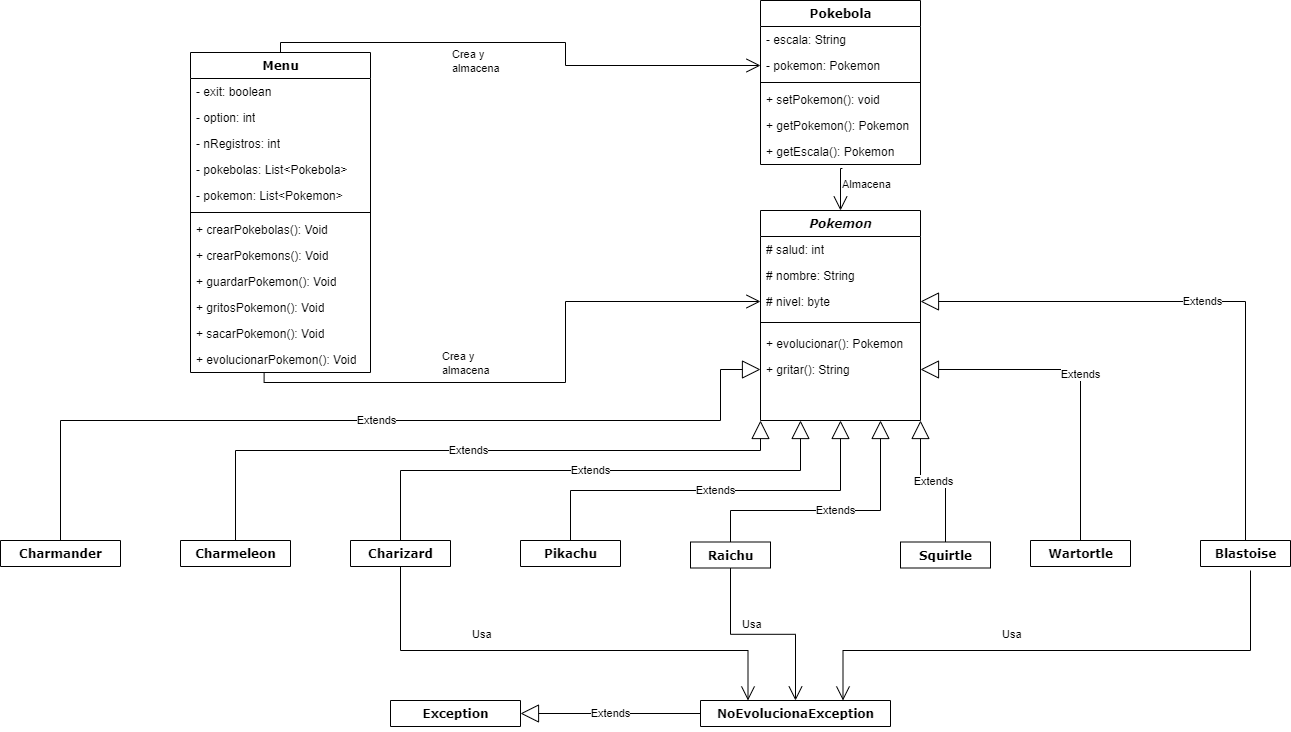 Pokebola
- escala: String
- pokemon: Pokemon
+ setPokemon(): void
+ getPokemon(): Pokemon
+ getEscala(): Pokemon
Crea y
almacena
Menu
- exit: boolean
- option: int
- nRegistros: int
- pokebolas: List<Pokebola>
- pokemon: List<Pokemon>
+ crearPokebolas(): Void
+ crearPokemons(): Void
+ guardarPokemon(): Void
+ gritosPokemon(): Void
+ sacarPokemon(): Void
+ evolucionarPokemon(): Void
Almacena
Pokemon
# salud: int
# nombre: String
# nivel: byte
+ evolucionar(): Pokemon
+ gritar(): String
Crea y
almacena
Extends
Extends
Extends
Extends
Extends
Extends
Extends
Extends
Charmander
Charmeleon
Charizard
Pikachu
Raichu
Squirtle
Wartortle
Blastoise
Usa
Usa
Usa
Exception
Extends
NoEvolucionaException